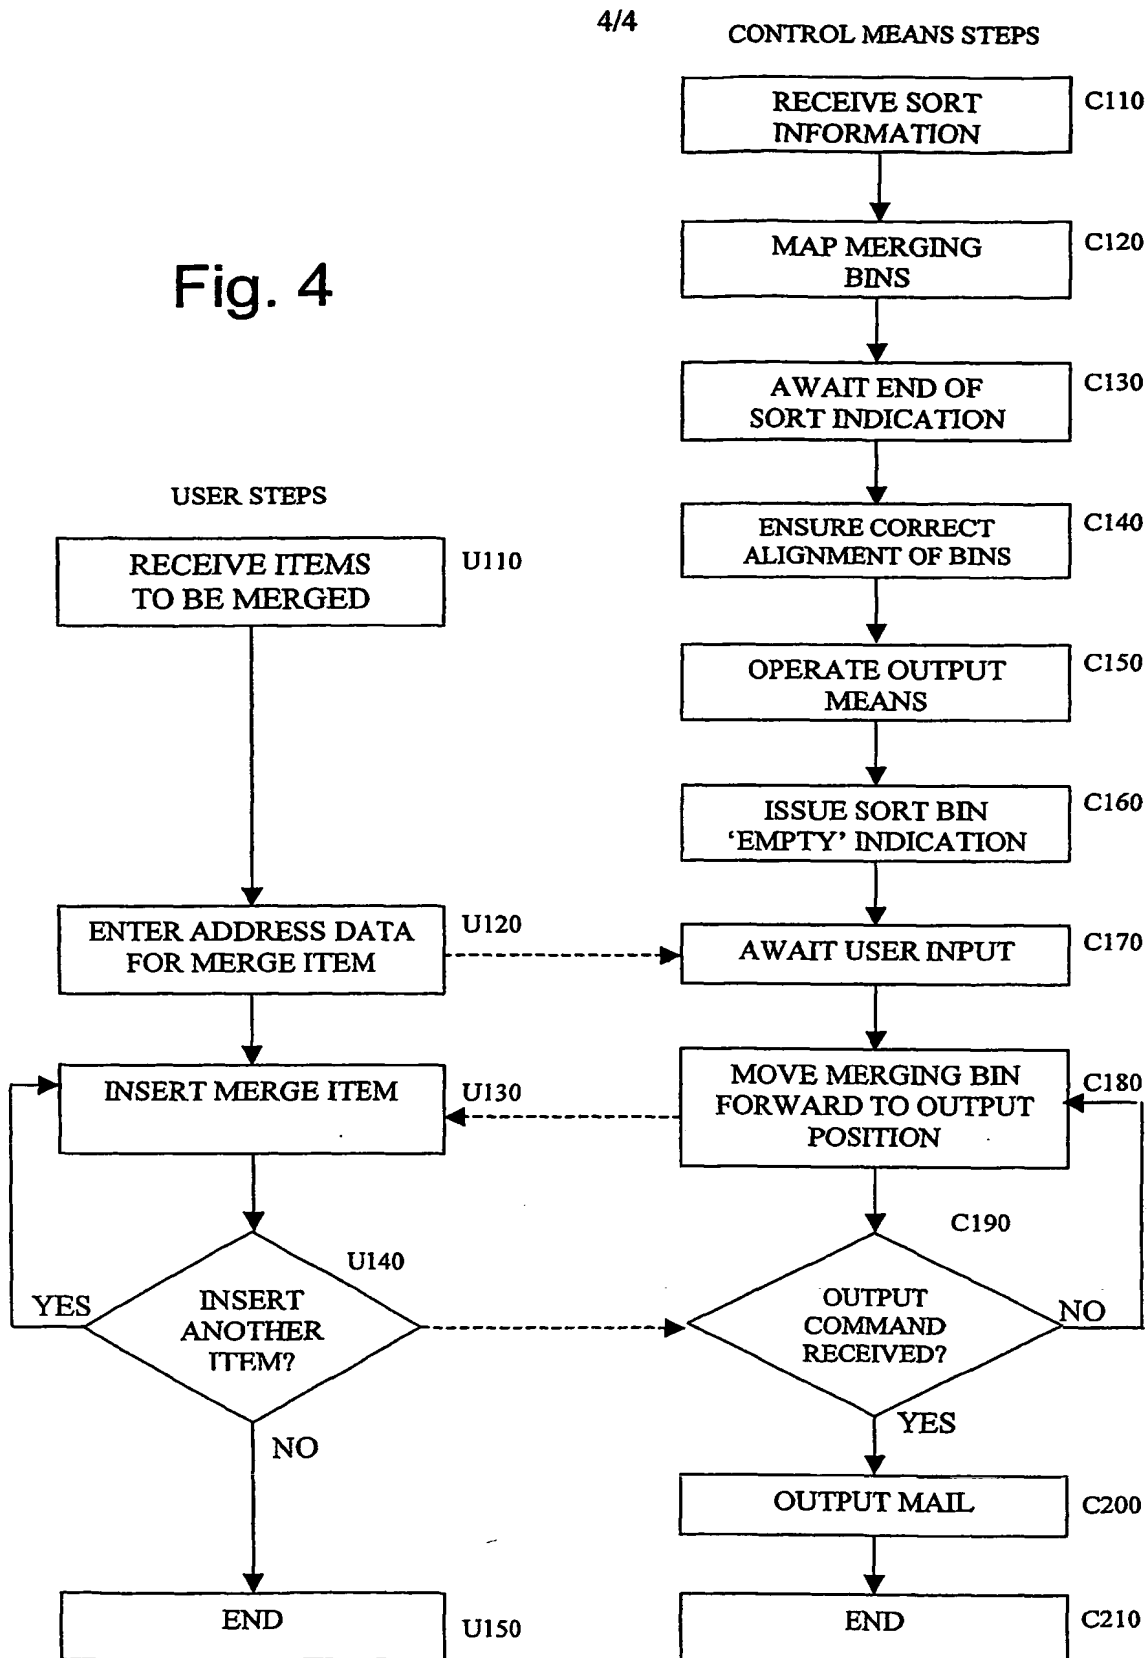 4/4
CONTROL MEANS STEPS
RECEIVE SORT
INFORMATION
C110
MAP MERGING
BINS
C120
Fig. 4
AWAIT END OF
SORT INDICATION
C130
USER STEPS
ENSURE CORRECT
ALIGNMENT OF BINS
C140
RECEIVE ITEMS
TO BE MERGED
U110
OPERATE OUTPUT
MEANS
C150
ISSUE SORT BIN
'EMPTY' INDICATION
C160
ENTER ADDRESS DATA
FOR MERGE ITEM
U120
AWAIT USER INPUT
C170
INSERT MERGE ITEM
U130
MOVE MERGING BIN
FORWARD TO OUTPUT
POSITION
C180
C190
U140
YES
INSERT
ANOTHER
ITEM?
OUTPUT
COMMAND
RECEIVED?
NO
YES
NO
OUTPUT MAIL
C200
END
U150
END
C210